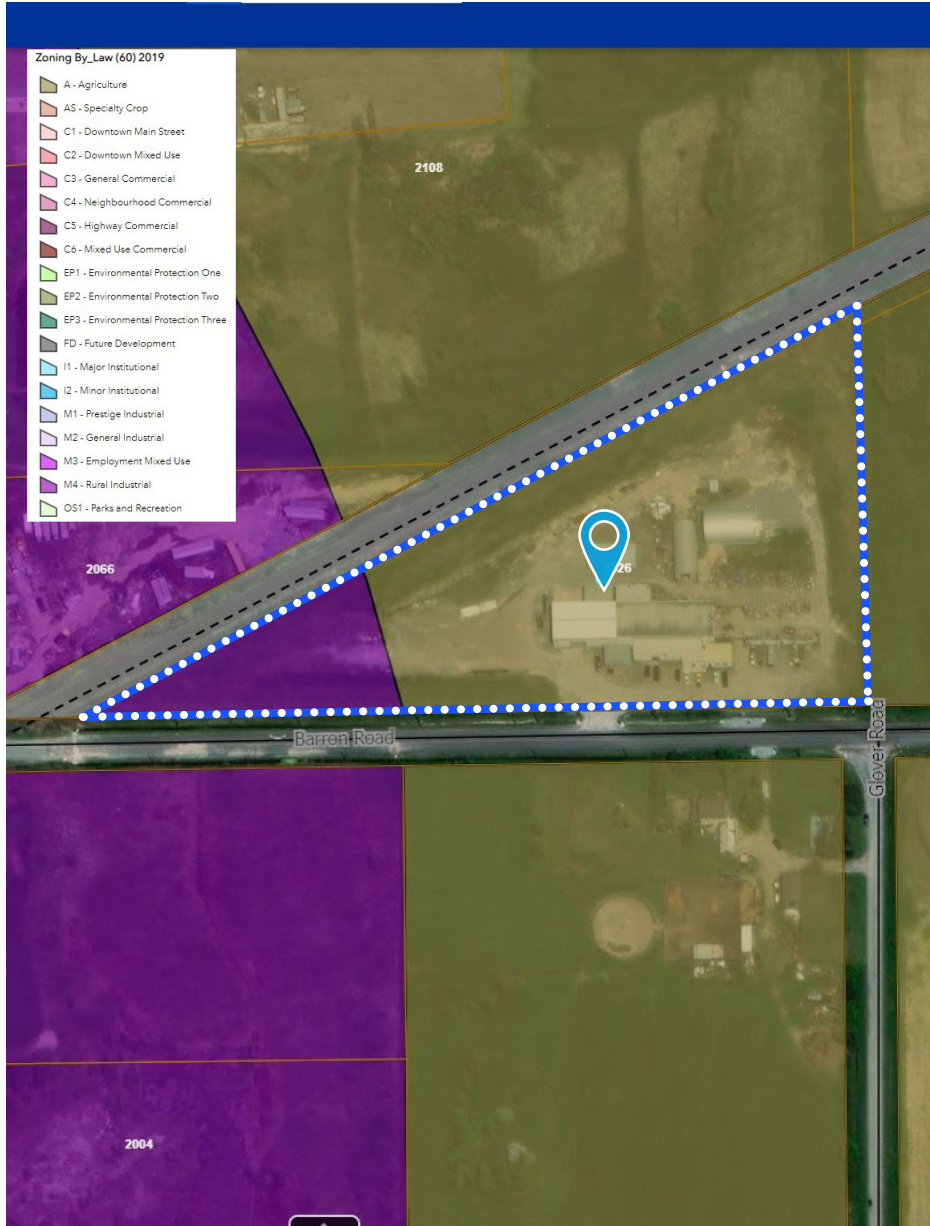 Zoning By_Law (60) 2019
A - Agriculture
AS - Specialty Crop
C1 - Downtown Main Street
C2 - Downtown Mixed Use
C3 - General Commercial
C4 - Neighbourhood Commercial
C5 - Highway Commercial
C6 - Mixed Use Commercial
EP1 - Environmental Protection One
EP2 - Environmental Protection Two
EP3 - Environmental Protection Three
FD - Future Development
I1 - Major Institutional
I2 - Minor Institutional
M1 - Prestige Industrial
M2 - General Industrial
M3 - Employment Mixed Use
M4 - Rural Industrial
OS1 - Parks and Recreation
2108
2066
26
Barron Road
Glover Road
2004